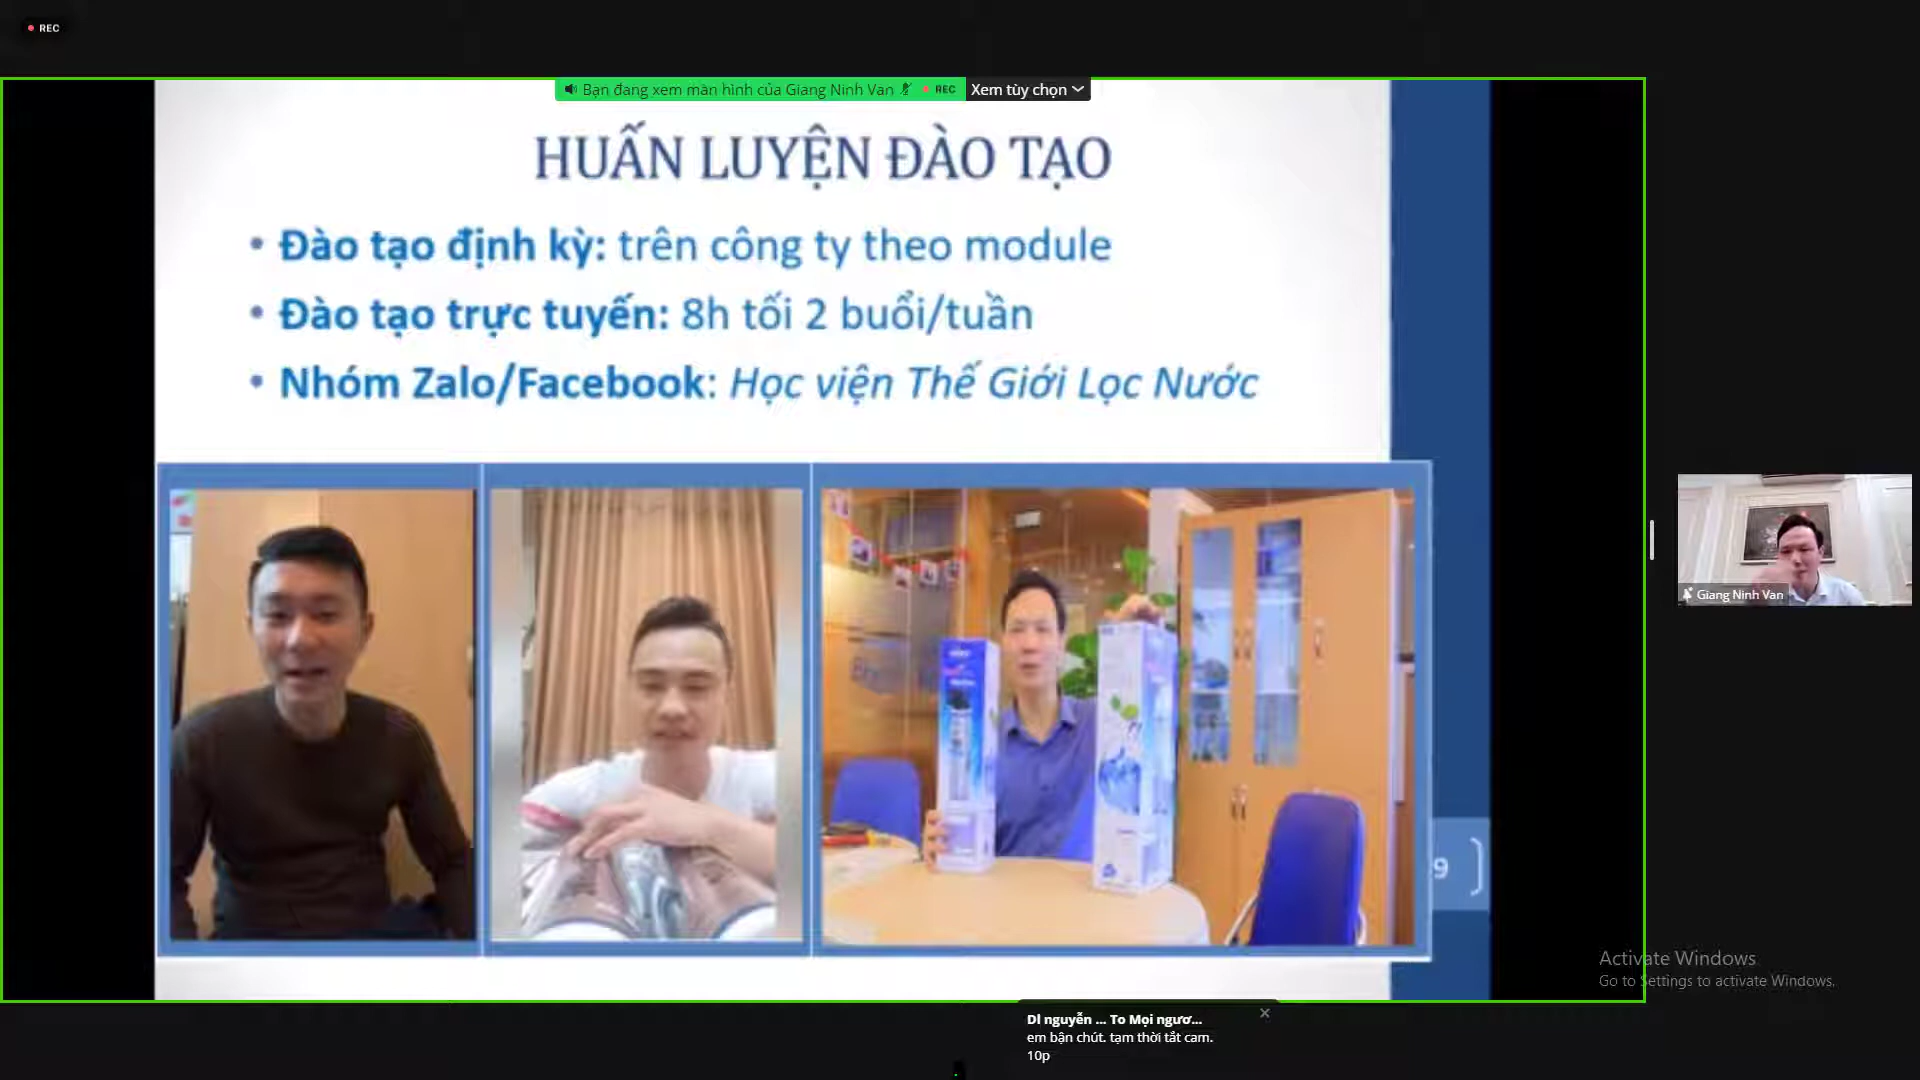 REC
Bạn đang xem màn hình của Giang Ninh Van REC Xem tùy chọn
HUẤN LUYỆN ĐÀO TẠO
• Đào tạo định kỳ: trên công ty theo module
• Đào tạo trực tuyến: 8h tối 2 buổi/tuần
• Nhóm Zalo/Facebook: Học viện Thế Giới Lọc Nước
Giang Ninh Van
9
Activate Windows
Go to Settings to activate Windows.
Dl nguyễn ... To Mọi ngươ...
em bận chút. tạm thời tắt cam.
10p